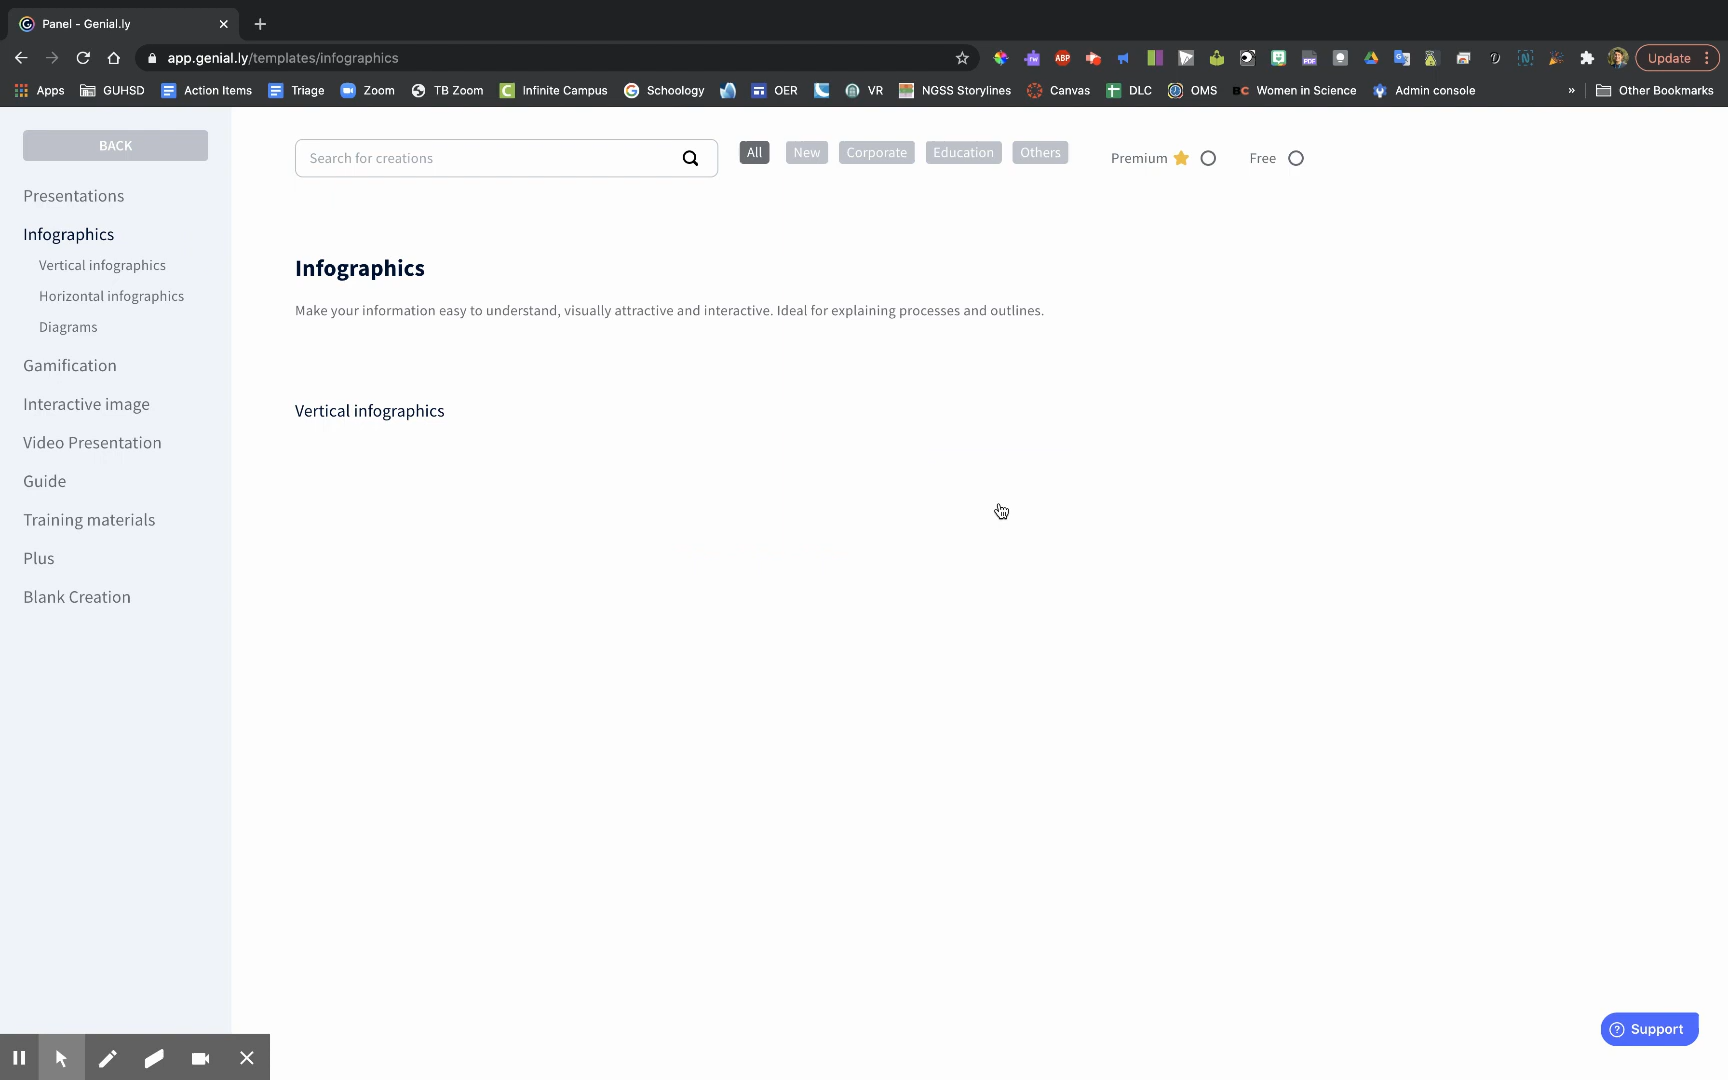 Panel - Genial.ly
app.genial.ly/templates/infographics
Update
Apps GUHSD Action Items Triage Zoom TB Zoom Infinite Campus Schoology OER VR NGSS Storylines Canvas DLC OMS Women in Science Admin console » Other Bookmarks
BACK
Presentations
Infographics
Vertical infographics
Horizontal infographics
Diagrams
Gamification
Interactive image
Video Presentation
Guide
Training materials
Plus
Blank Creation
Search for creations
All New Corporate Education Others Premium Free
Infographics
Make your information easy to understand, visually attractive and interactive. Ideal for explaining processes and outlines.
Vertical infographics
Support